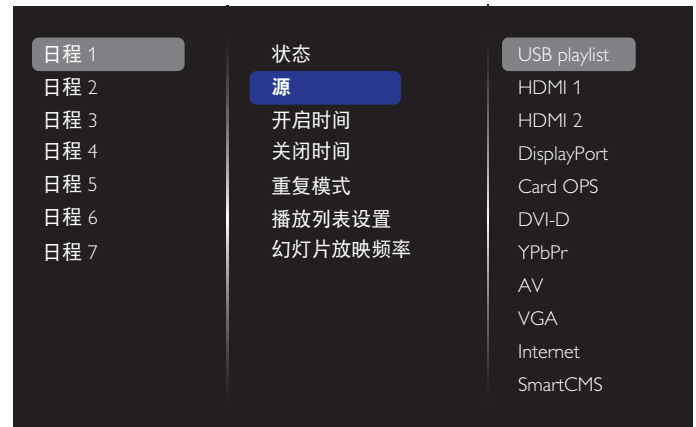 日程 1
日程 2
日程 3
日程 4
日程 5
日程 6
日程 7
状态
源
开启时间
关闭时间
重复模式
播放列表设置
幻灯片放映频率
USB playlist
HDMI 1
HDMI 2
DisplayPort
Card OPS
DVI-D
YPbPr
AV
VGA
Internet
SmartCMS